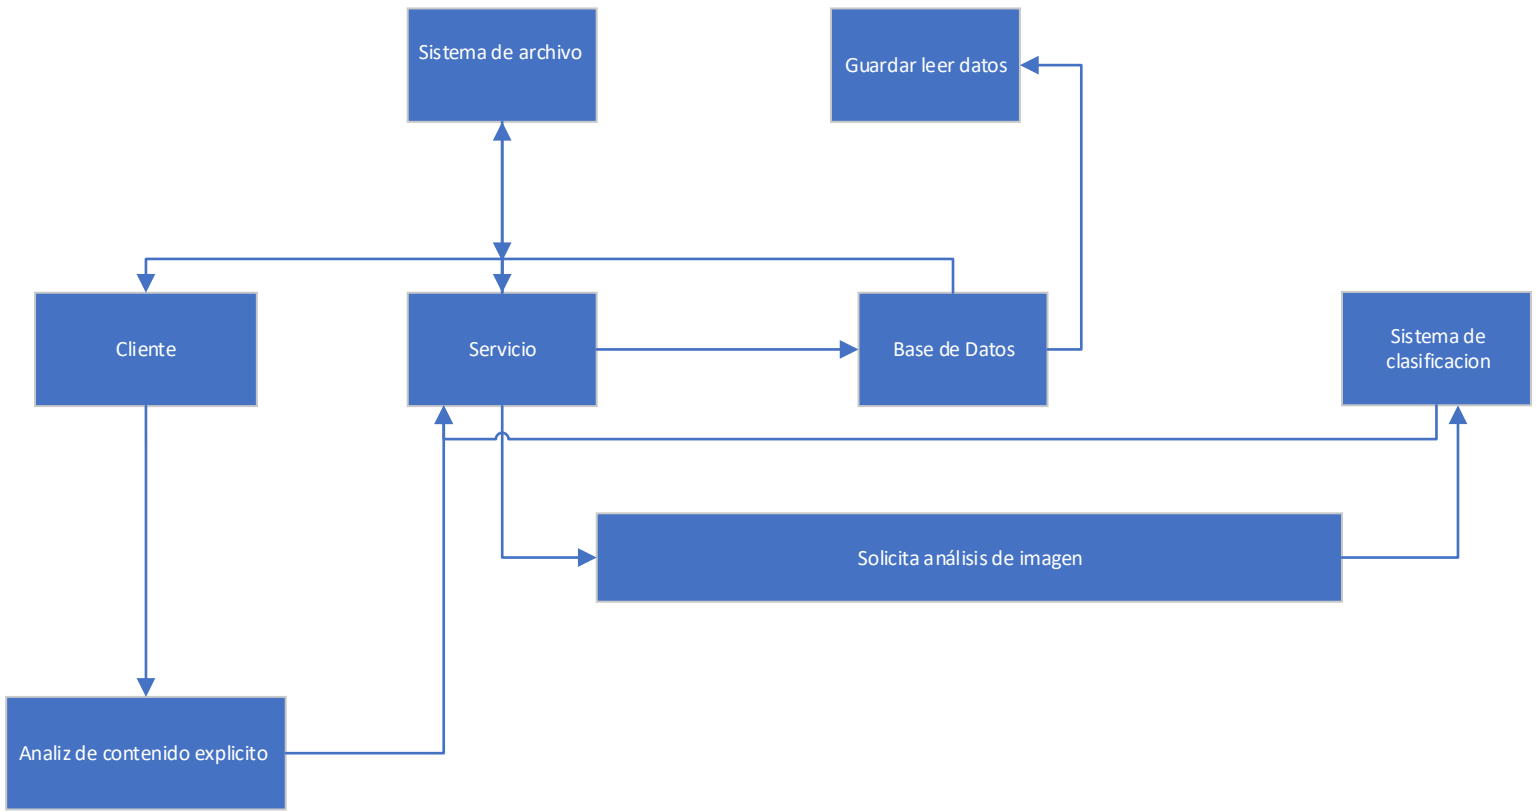 Sistema de archivo
Guardar leer datos
Cliente
Servicio
Base de Datos
Sistema de
clasificacion
Solicita análisis de imagen
Analiz de contenido explicito